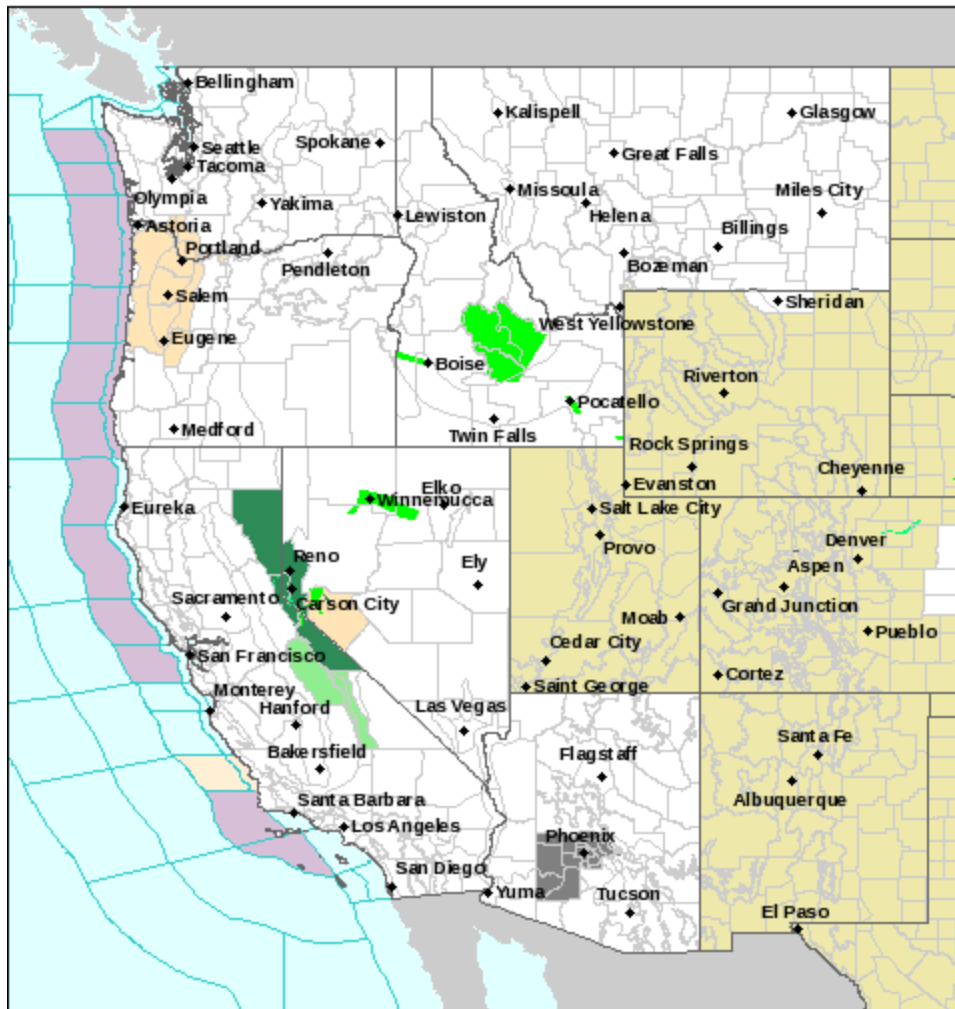 Bellingham
Kalispell
Glasgow
Seattle
Spokane
Great Falls
Tacoma
Missoula
Miles City
Olympia
Yakima
Helena
Lewiston
Astoria
Billings
Portland
Pendleton
Bozeman
Salem
Sheridan
West Yellowstone
Eugene
Boise
Riverton
Pocatello
Medford
Twin Falls
Rock Springs
Cheyenne
Elko
Evanston
Winnemucca
Eureka
Salt Lake City
Provo
Denver
Reno
Ely
Aspen
Sacramento
Carson City
Grand Junction
Moab
Pueblo
Cedar City
San Francisco
Cortez
Saint George
Monterey
Hanford
Las Vegas
Santa Fe
Bakersfield
Flagstaff
Albuquerque
Santa Barbara
Los Angeles
Phoenix
San Diego
Yuma
Tucson
El Paso